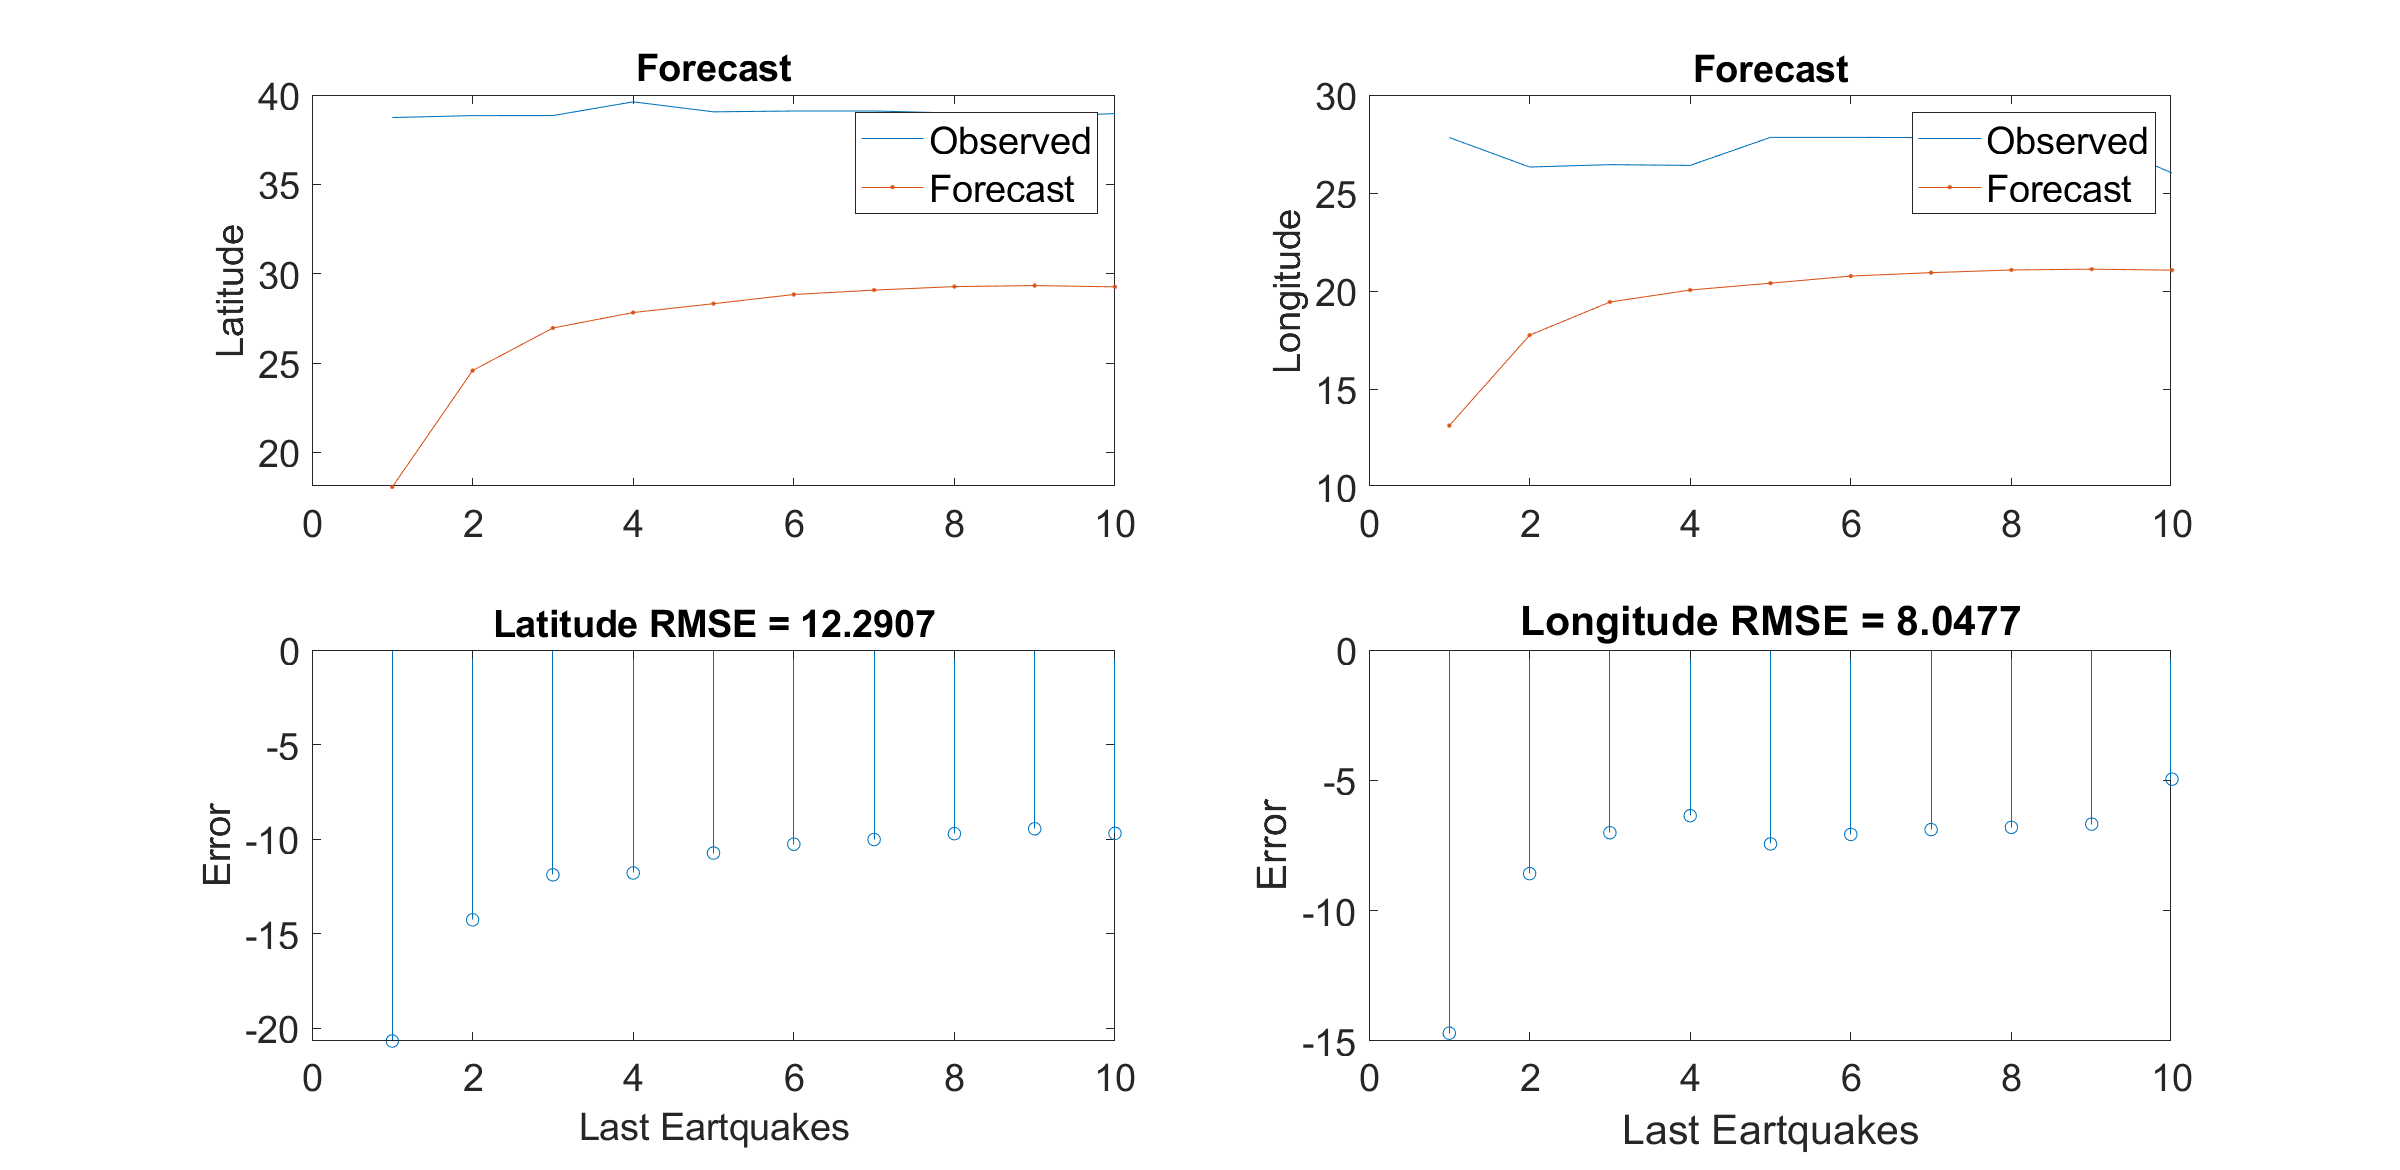 Forecast
40
35
30
25
20
Latitude
Observed
Forecast
0 2 4 6 8 10
Forecast
30
25
20
15
10
Longitude
Observed
Forecast
0 2 4 6 8 10
Latitude RMSE = 12.2907
0
-5
-10
-15
-20
Error
0 2 4 6 8 10
Last Eartquakes
Longitude RMSE = 8.0477
0
-5
-10
-15
Error
0 2 4 6 8 10
Last Eartquakes